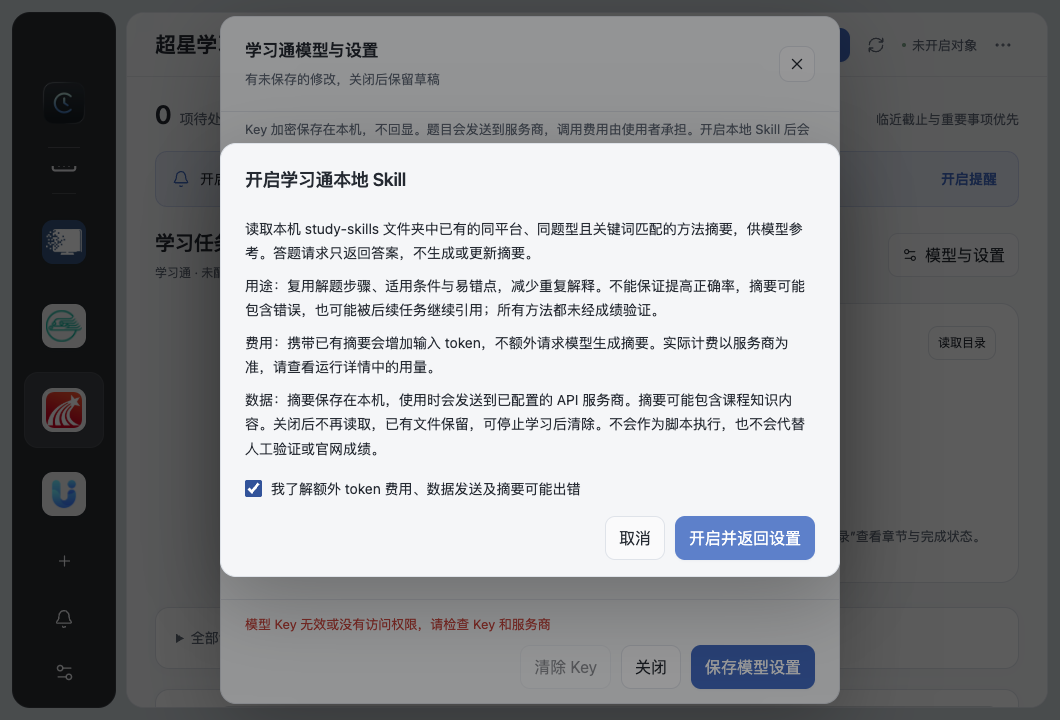 超星学习
学习通模型与设置
有未保存的修改，关闭后保留草稿
未开启对象
0 项待处
临近截止与重要事项优先
Key 加密保存在本机，不回显。题目会发送到服务商，调用费用由使用者承担。开启本地 Skill 后会
开启提醒
开启学习通本地 Skill
读取本机 study-skills 文件夹中已有的同平台、同题型且关键词匹配的方法摘要，供模型参
考。答题请求只返回答案，不生成或更新摘要。
学习任
学习通 · 未
模型与设置
用途：复用解题步骤、适用条件与易错点，减少重复解释。不能保证提高正确率，摘要可能
包含错误，也可能被后续任务继续引用；所有方法都未经成绩验证。
费用：携带已有摘要会增加输入 token，不额外请求模型生成摘要。实际计费以服务商为
准，请查看运行详情中的用量。
读取目录
数据：摘要保存在本机，使用时会发送到已配置的 API 服务商。摘要可能包含课程知识内
容。关闭后不再读取，已有文件保留，可停止学习后清除。不会作为脚本执行，也不会代替
人工验证或官网成绩。
我了解额外 token 费用、数据发送及摘要可能出错
取消
开启并返回设置
录”查看章节与完成状态。
模型 Key 无效或没有访问权限，请检查 Key 和服务商
全部
清除 Key
关闭
保存模型设置